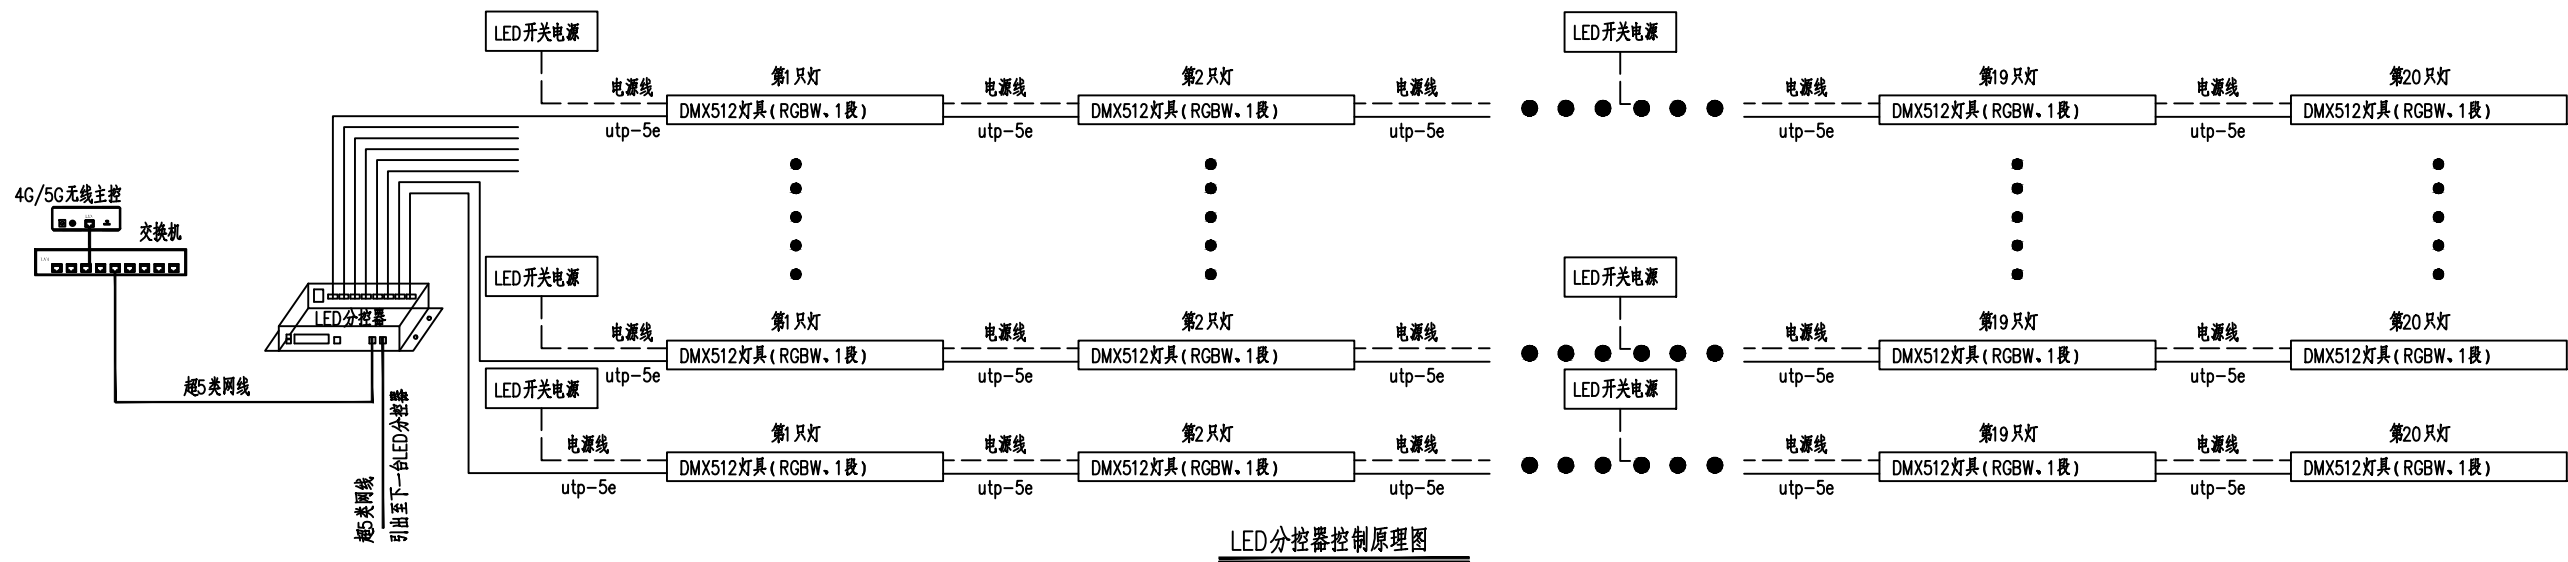 LED开关电源
LED开关电源
电源线
第1只灯
电源线
第2只灯
电源线
电源线
第19只灯
电源线
第20只灯
DMX512灯具(RGBW、1段)
DMX512灯具(RGBW、1段)
DMX512灯具(RGBW、1段)
DMX512灯具(RGBW、1段)
utp-5e
utp-5e
utp-5e
utp-5e
utp-5e
4G/5G无线主控
交换机
LED开关电源
LED开关电源
LED分控器
电源线
第1只灯
电源线
第2只灯
电源线
电源线
第19只灯
电源线
第20只灯
DMX512灯具(RGBW、1段)
DMX512灯具(RGBW、1段)
DMX512灯具(RGBW、1段)
DMX512灯具(RGBW、1段)
utp-5e
utp-5e
utp-5e
utp-5e
utp-5e
超5类网线
LED开关电源
LED开关电源
电源线
第1只灯
电源线
第2只灯
电源线
电源线
第19只灯
电源线
第20只灯
DMX512灯具(RGBW、1段)
DMX512灯具(RGBW、1段)
DMX512灯具(RGBW、1段)
DMX512灯具(RGBW、1段)
utp-5e
utp-5e
utp-5e
utp-5e
utp-5e
超5类网线
引出至下一台LED分控器
LED分控器控制原理图